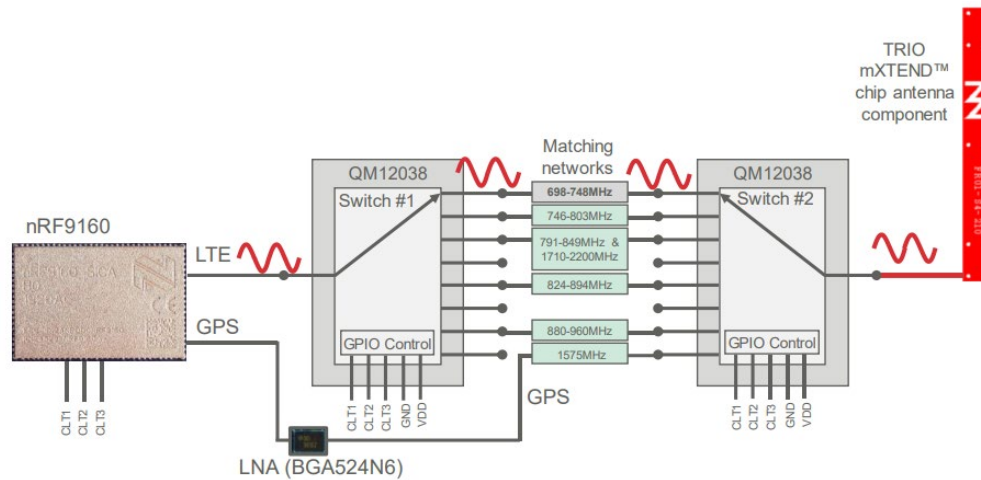 TRIO
mXTEND™
chip antenna
component
Matching
networks
QM12038
Switch #1
698-748MHz
746-803MHz
791-849MHz &
1710-2200MHz
824-894MHz
880-960MHz
1575MHz
QM12038
Switch #2
nRF9160
LTE
GPS
GPIO Control
GPIO Control
CLT1
CLT2
CLT3
CLT1
CLT2
CLT3
GND
VDD
CLT1
CLT2
CLT3
GND
VDD
GPS
LNA (BGA524N6)